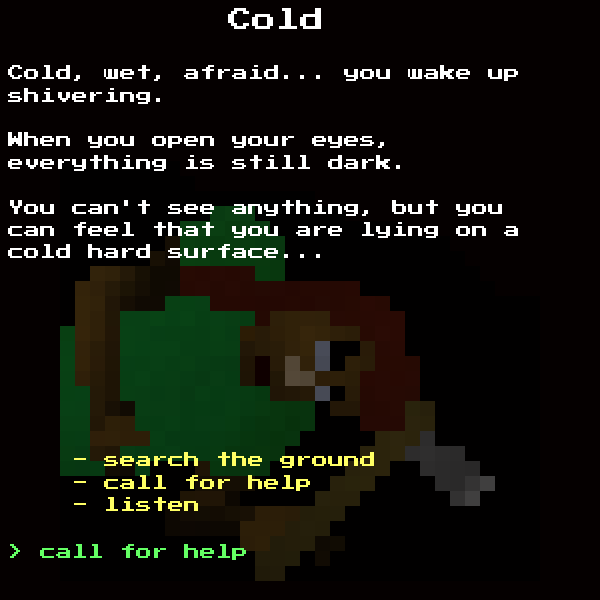 Cold
Cold, wet, afraid... you wake up
shivering.
When you open your eyes,
everything is still dark.
You can't see anything, but you
can feel that you are lying on a
cold hard surface...
- search the ground
- call for help
- listen
> call for help